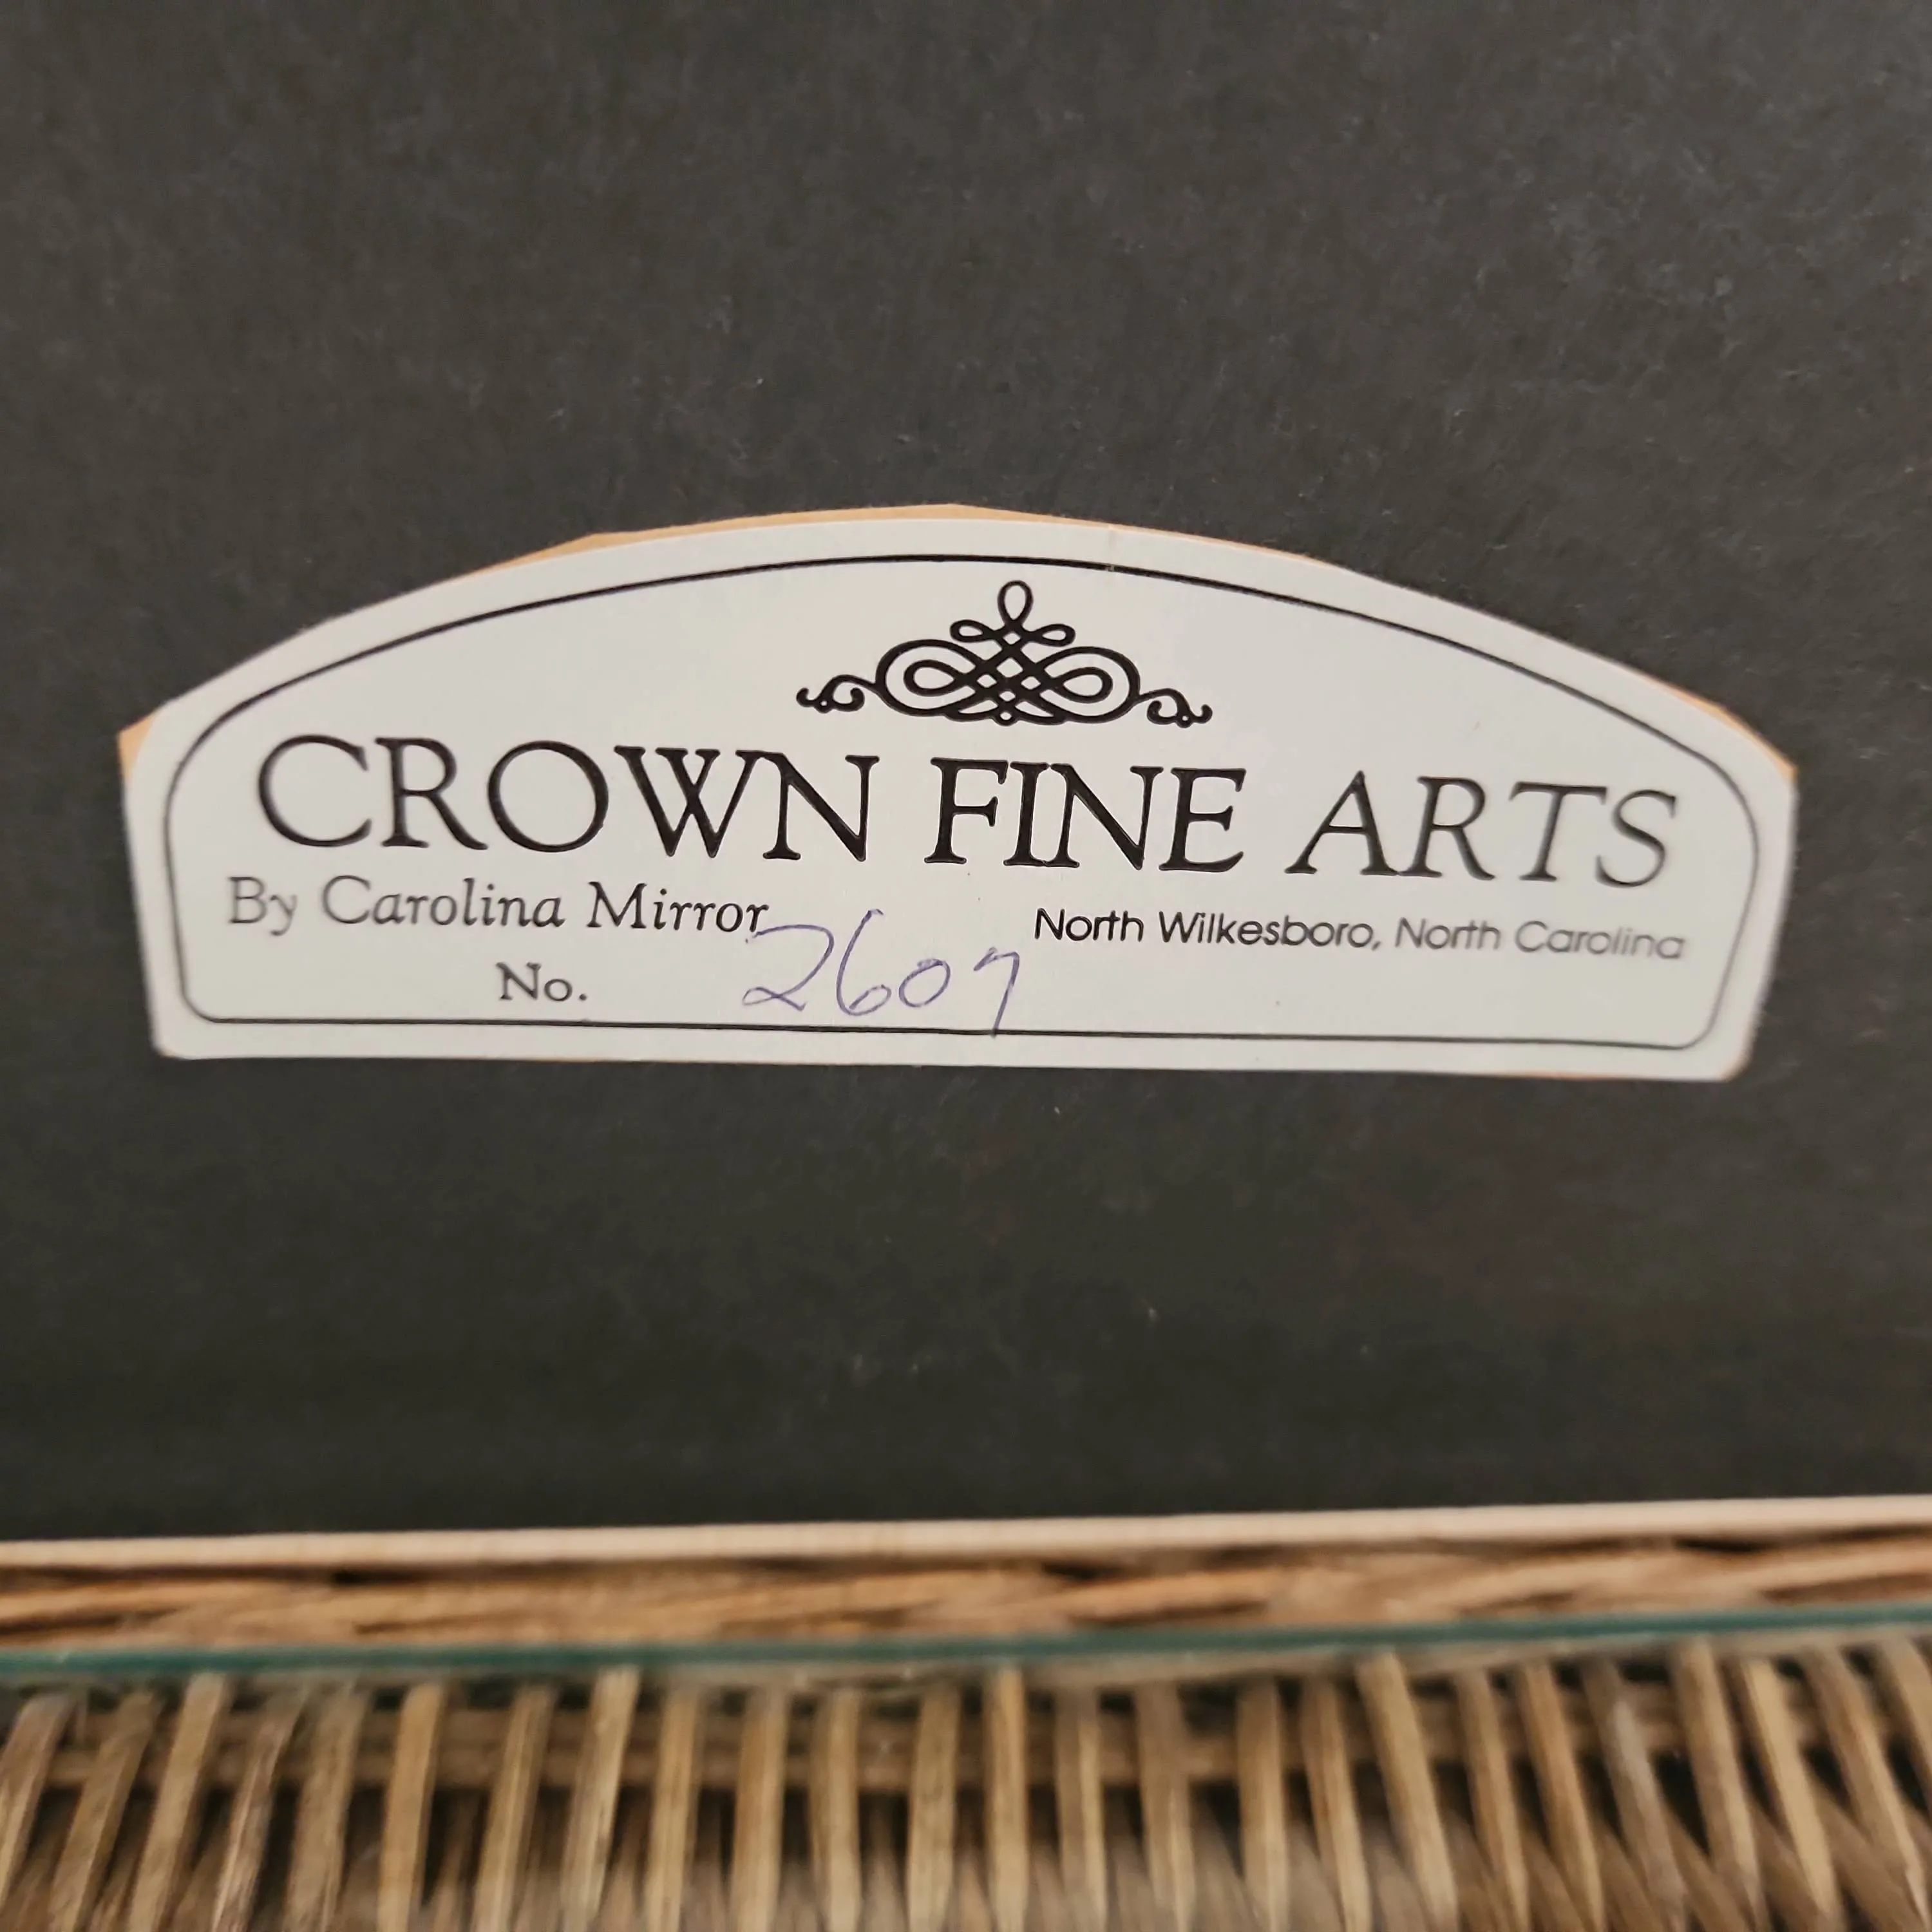 CROWN FINE ARTS
By Carolina Mirror North Wilkesboro, North Carolina
No. 2607